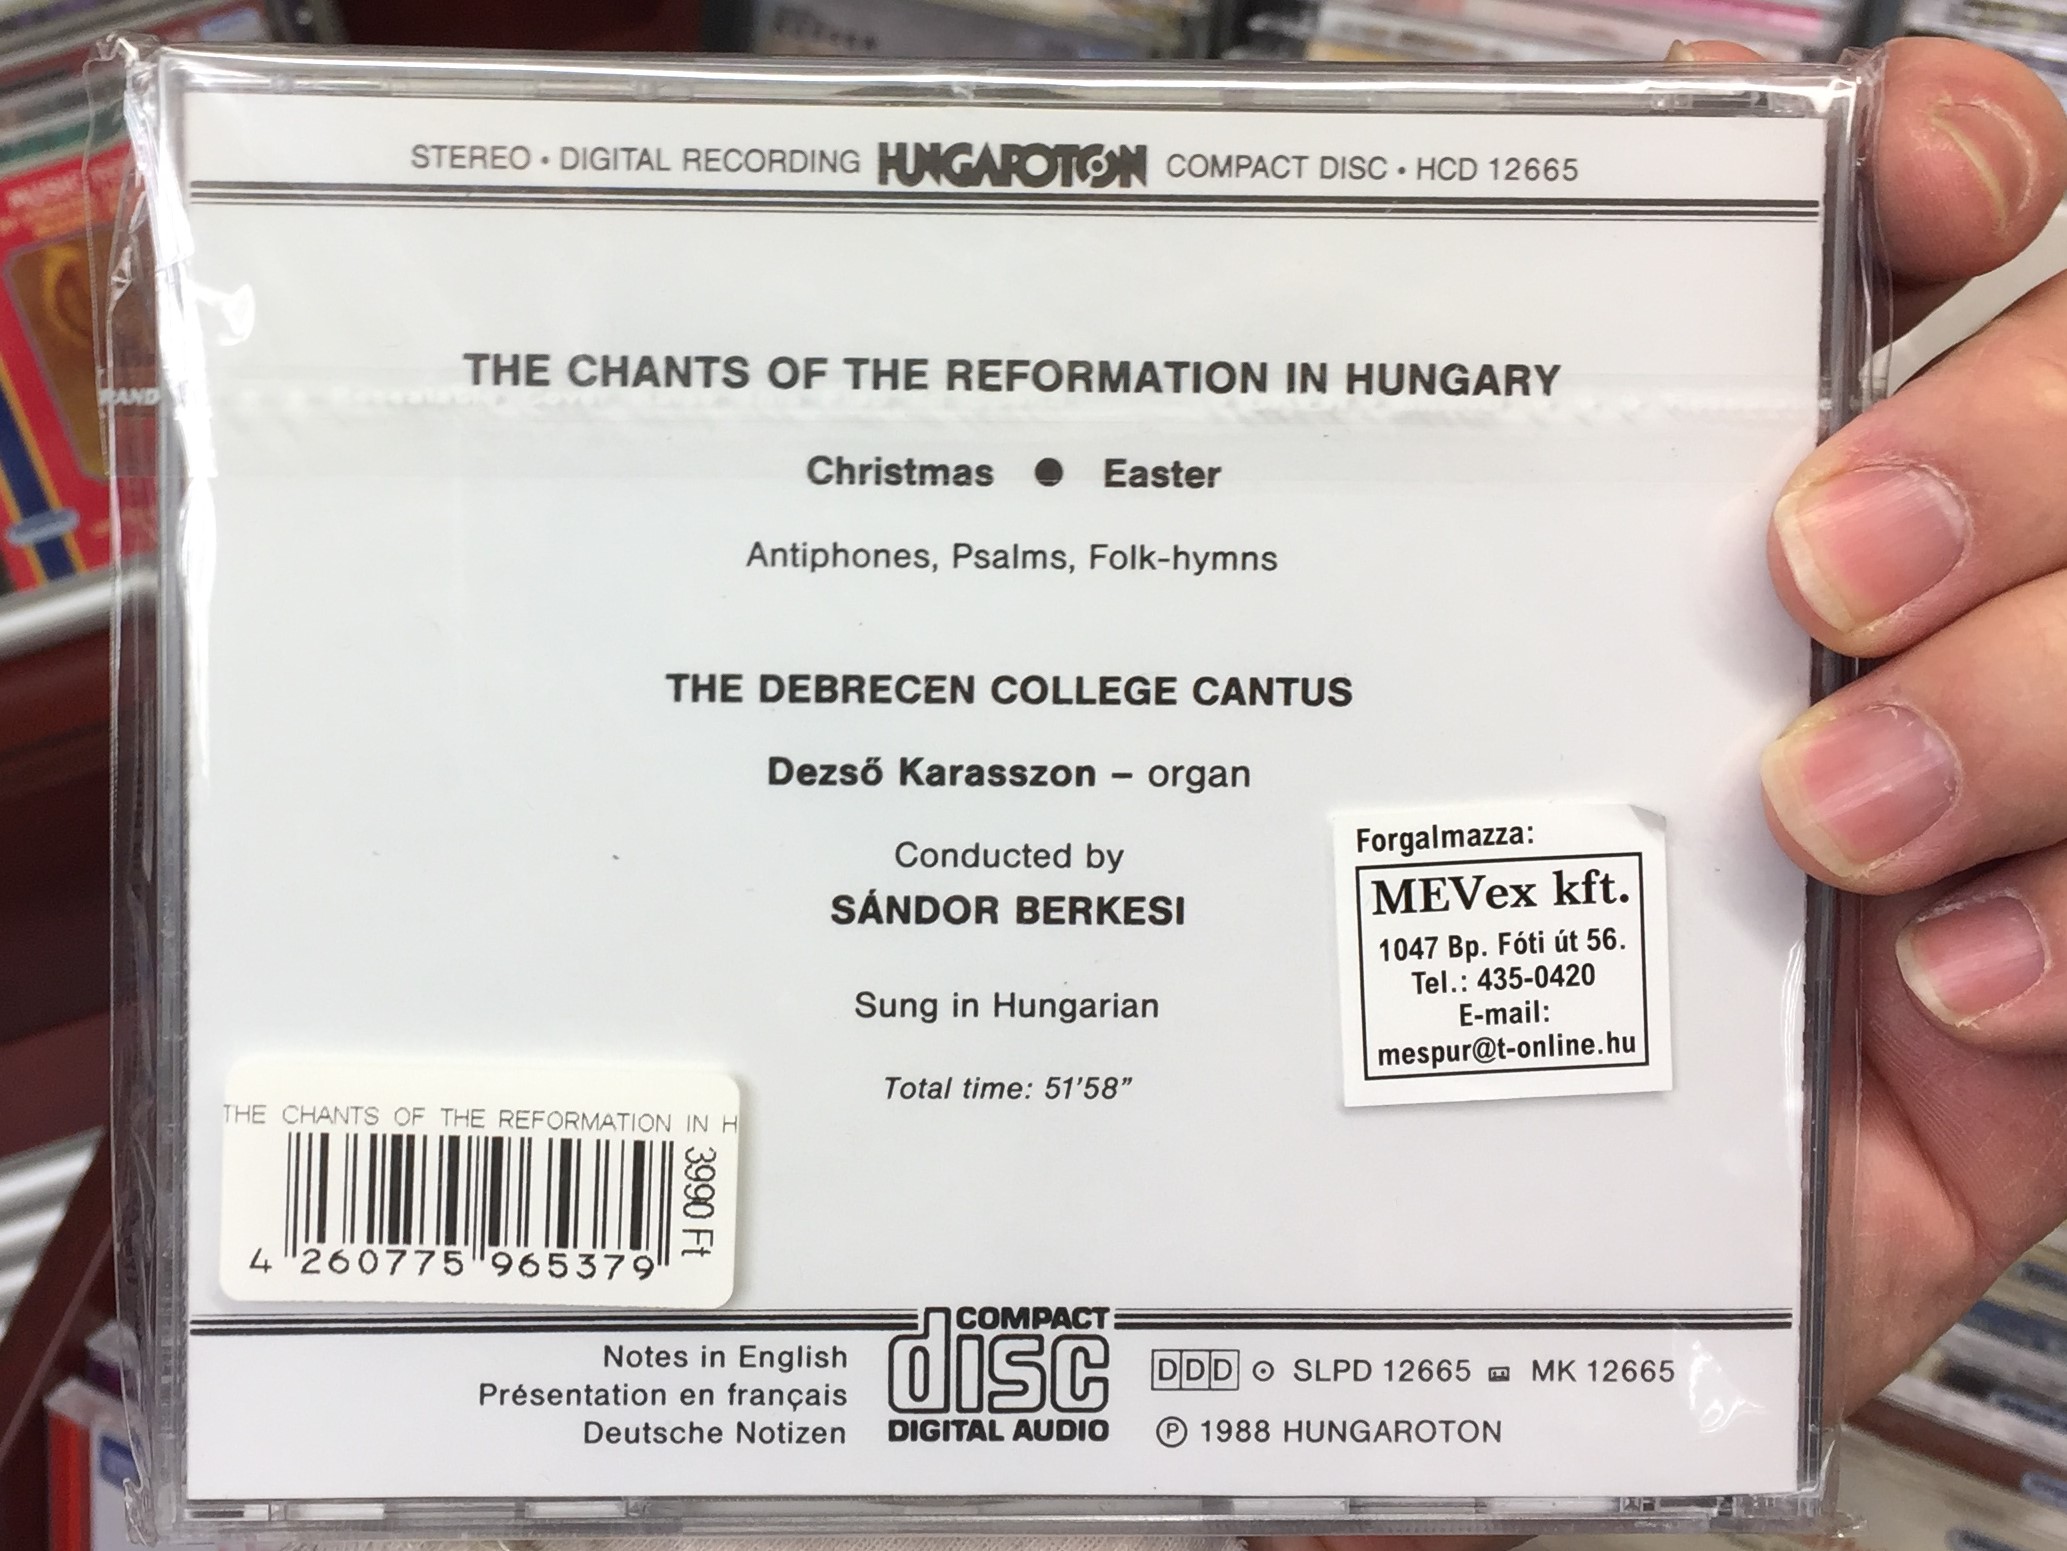 STEREO • DIGITAL RECORDING HUNGAROTON COMPACT DISC • HCD 12665
THE CHANTS OF THE REFORMATION IN HUNGARY
Christmas ● Easter
Antiphones, Psalms, Folk-hymns
THE DEBRECEN COLLEGE CANTUS
Dezső Karasszon – organ
Conducted by
SÁNDOR BERKESI
Sung in Hungarian
Total time: 51'58"
Forgalmazza:
MEVex kft.
1047 Bp. Fóti út 56.
Tel.: 435-0420
E-mail:
mespur@t-online.hu
THE CHANTS OF THE REFORMATION IN H
3990 Ft
4 260775 965379
Notes in English
Présentation en français
Deutsche Notizen
COMPACT
disc
DIGITAL AUDIO
DDD SLPD 12665 MK 12665
℗ 1988 HUNGAROTON